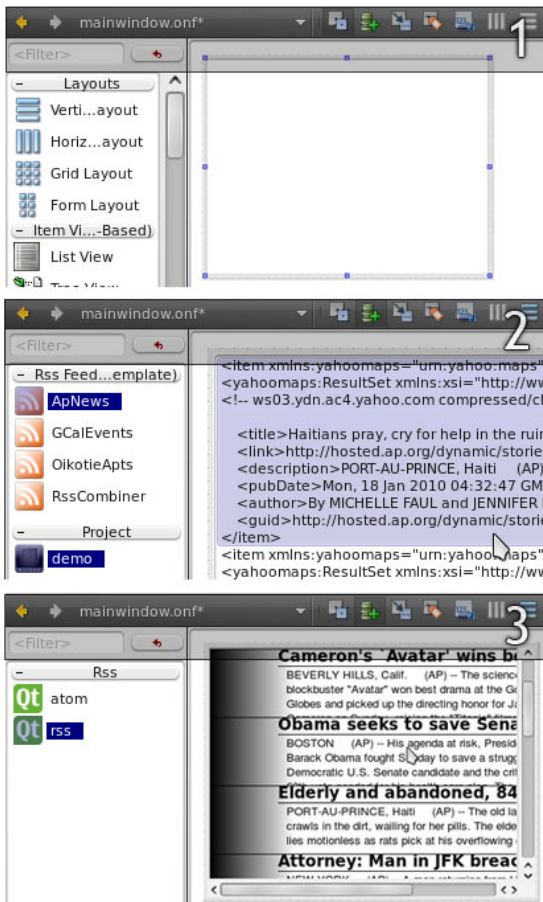 mainwindow.onf*
1
<Filter>
Layouts
Verti...ayout
Horiz...ayout
Grid Layout
Form Layout
Item Vi...-Based)
List View
mainwindow.onf*
2
<Filter>
Rss Feed...emplate)
ApNews
GCalEvents
OikotieApts
RssCombiner
Project
demo
<item xmlns:yahoomaps="urn:yahoo:maps"
<yahoomaps:ResultSet xmlns:xsi="http://ww
<!-- ws03.ydn.ac4.yahoo.com compressed/ch
<title>Haitians pray, cry for help in the ruin
<link>http://hosted.ap.org/dynamic/storie
<description>PORT-AU-PRINCE, Haiti (AP)
<pubDate>Mon, 18 Jan 2010 04:32:47 GM
<author>By MICHELLE FAUL and JENNIFER
<guid>http://hosted.ap.org/dynamic/storie
</item>
<item xmlns:yahoomaps="urn:yahoo:maps"
<yahoomaps:ResultSet xmlns:xsi="http://ww
mainwindow.onf*
3
<Filter>
Rss
Qt atom
Qt rss
Cameron's `Avatar' wins be
BEVERLY HILLS, Calif. (AP) -- The science
blockbuster "Avatar" won best drama at the Go
Globes and picked up the directing honor for Ja
Obama seeks to save Sena
BOSTON (AP) -- His agenda at risk, Presid
Barack Obama fought Sunday to save a strugg
Democratic U.S. Senate candidate and the crit
Elderly and abandoned, 84
PORT-AU-PRINCE, Haiti (AP) -- The old la
crawls in the dirt, wailing for her pills. The elde
lies motionless as rats pick at his overflowing
Attorney: Man in JFK breac